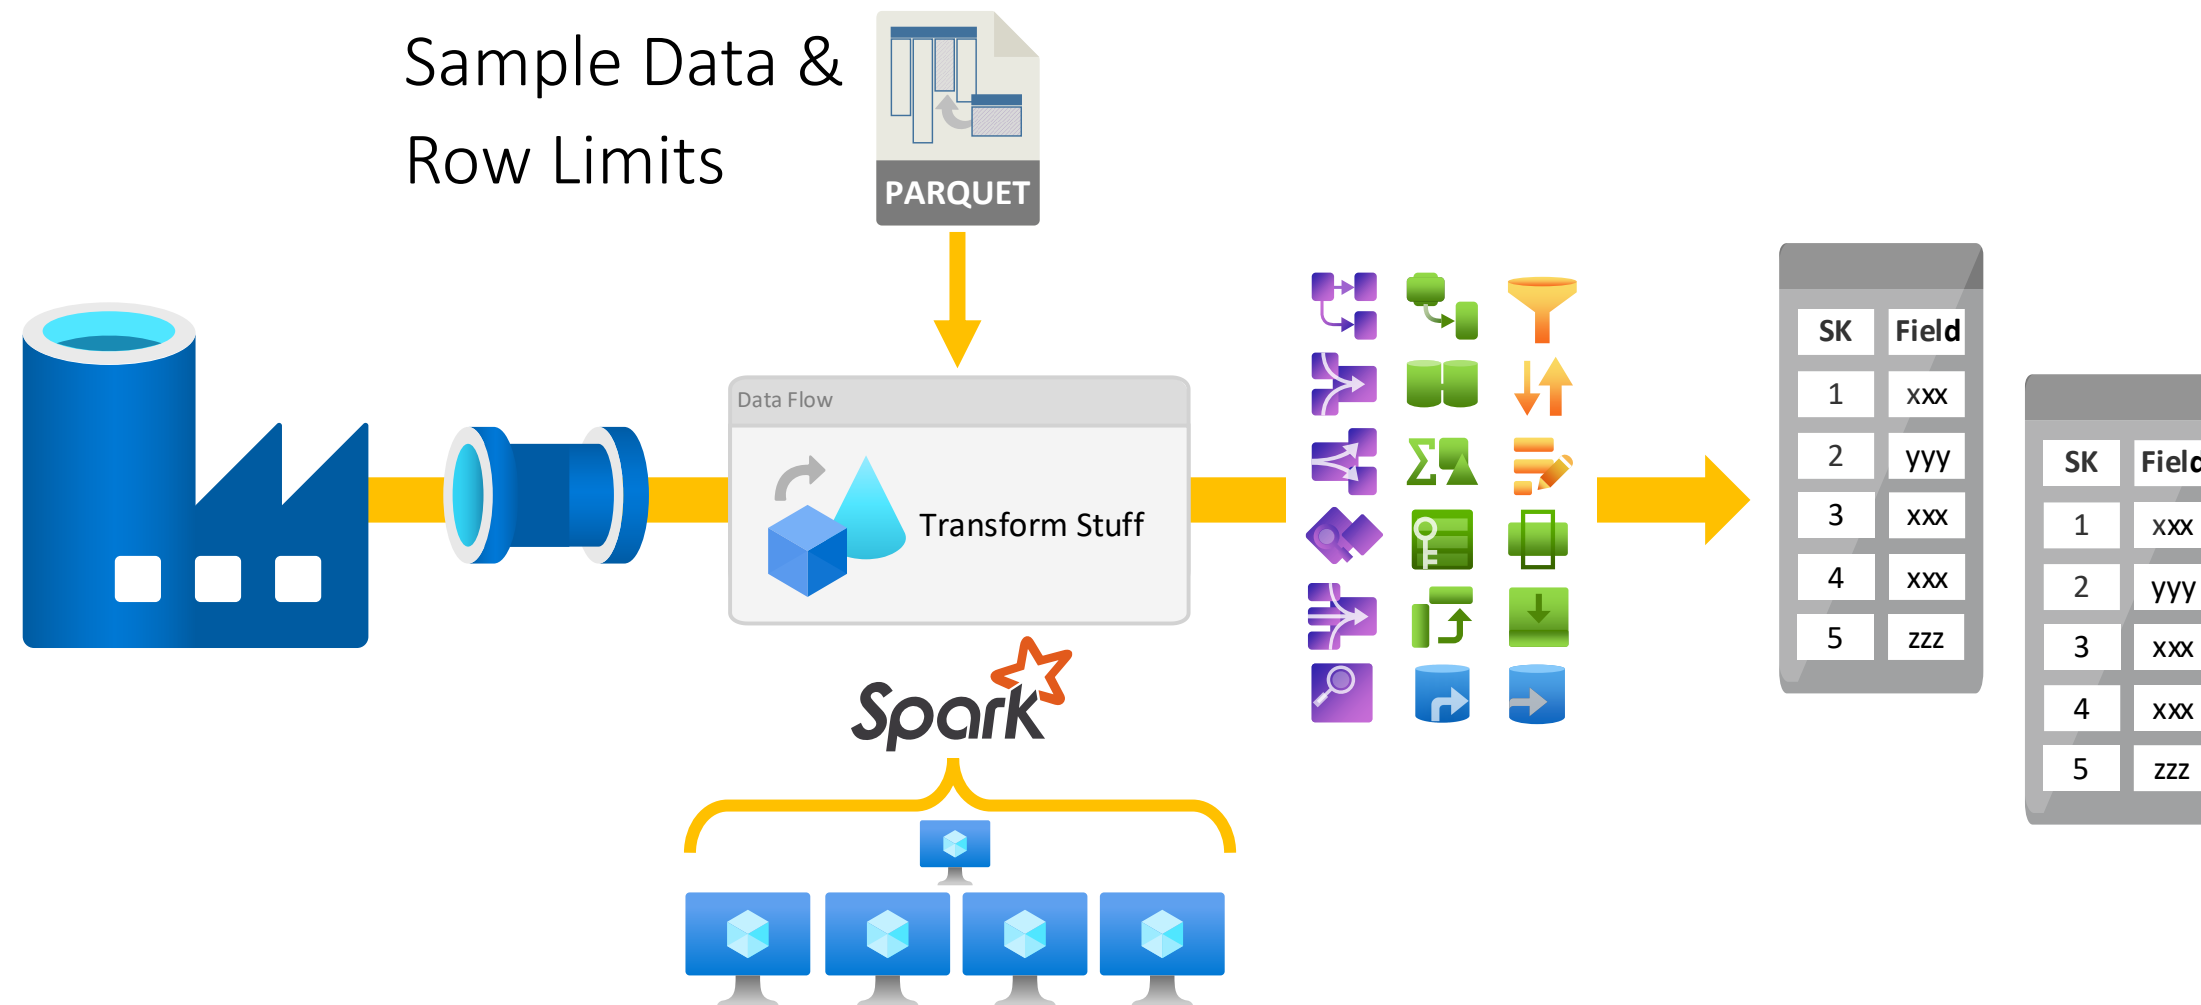 Sample Data &
Row Limits
PARQUET
Data Flow
Transform Stuff
Spark
SK Field
1 xxx
2 yyy
3 xxx
4 xxx
5 zzz
SK Field
1 xxx
2 yyy
3 xxx
4 xxx
5 zzz